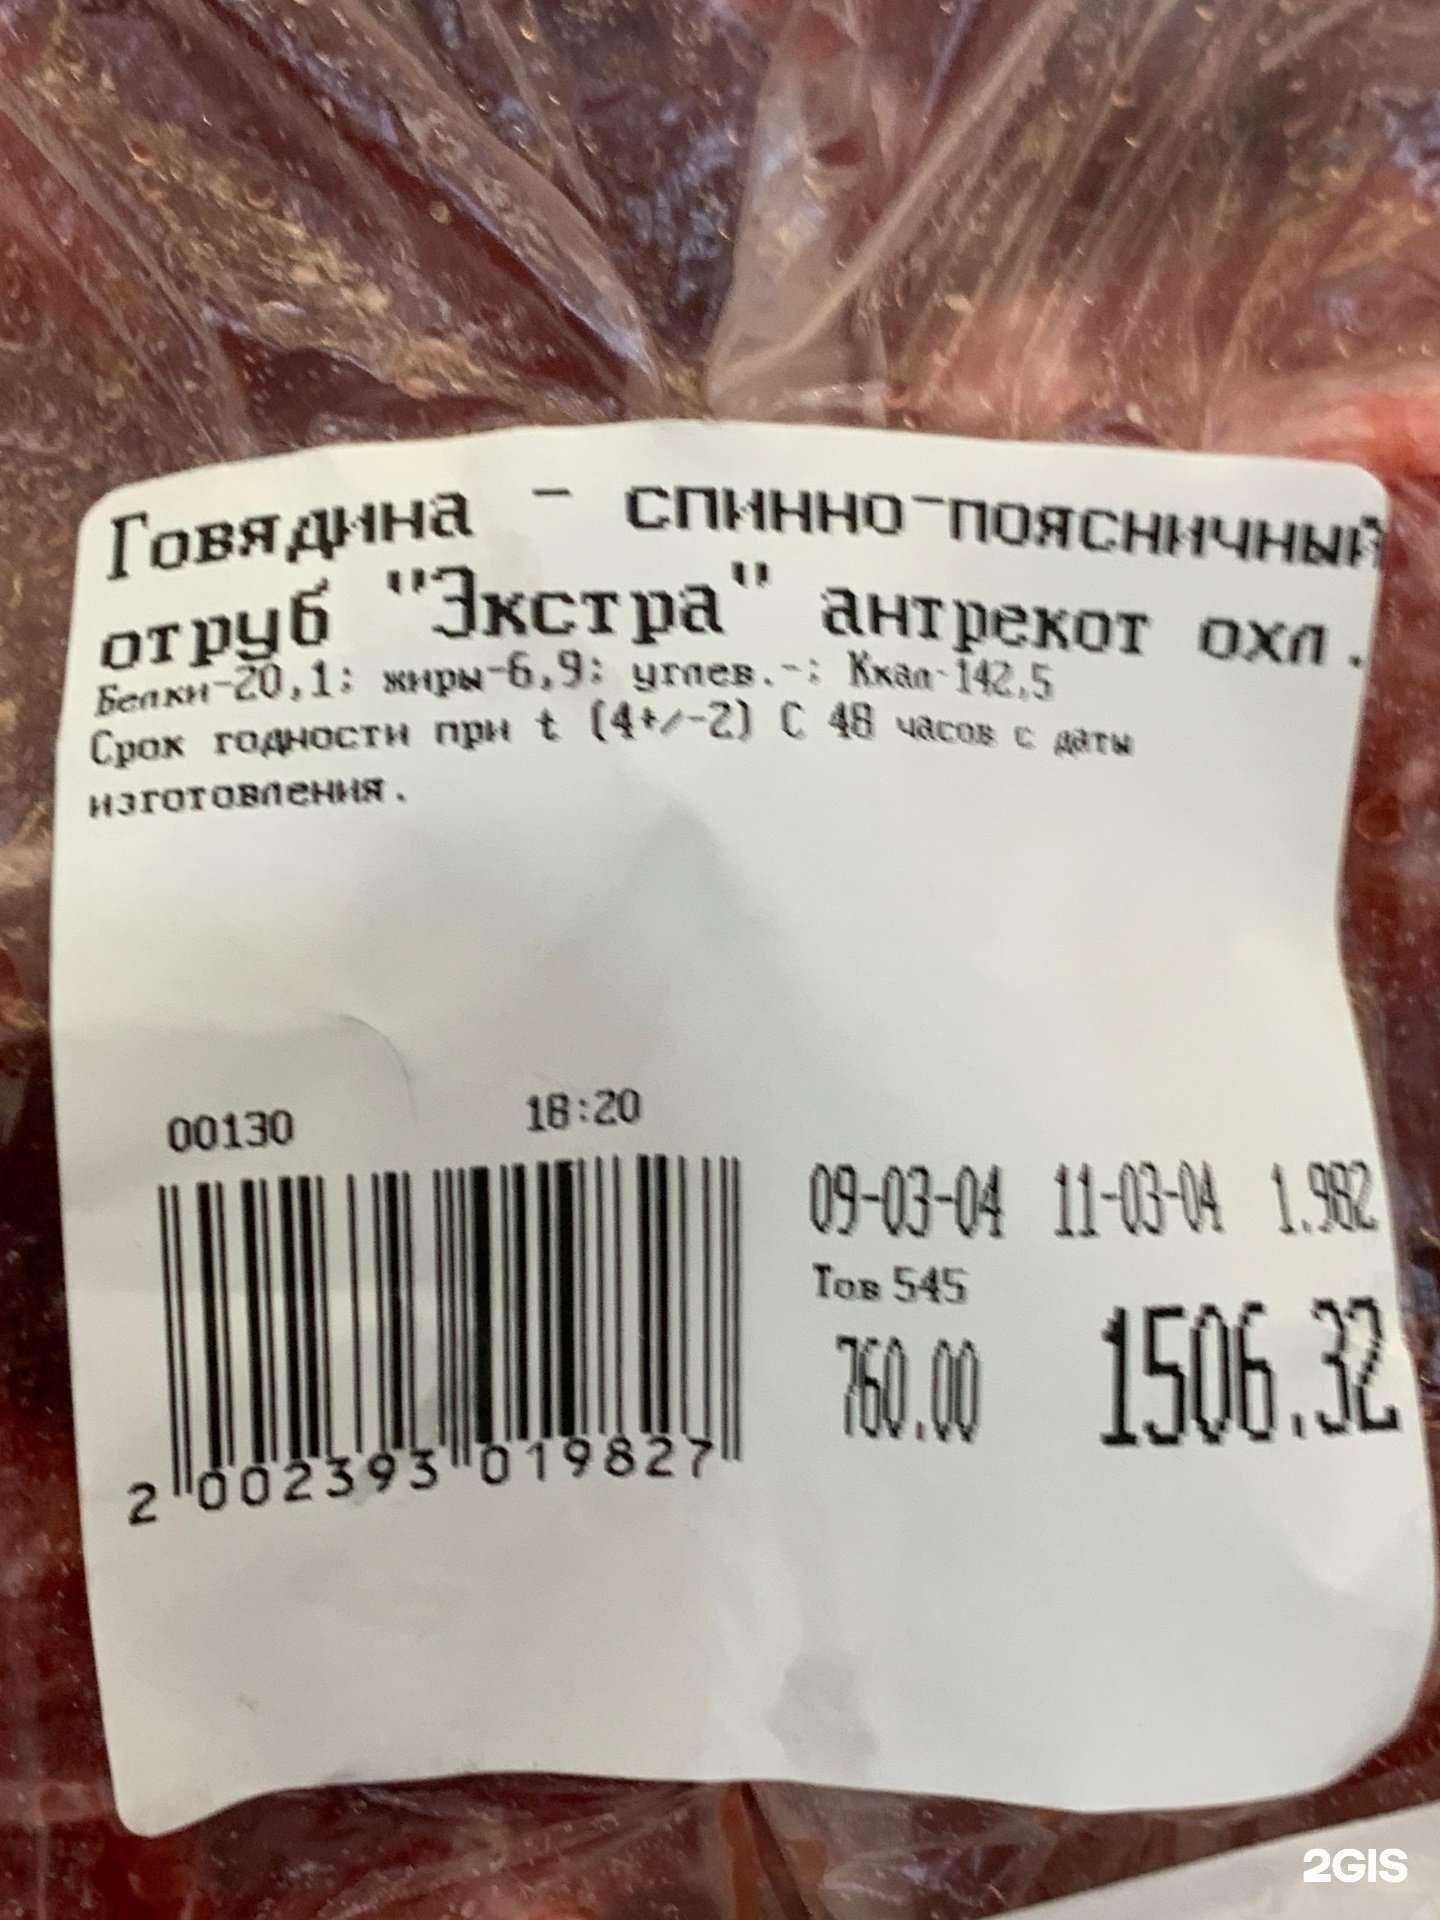 Говядина - спинно-поясничный
отруб "Экстра" антрекот охл.
Белки-20,1; жиры-6,9; углев.-; Ккал-142,5
Срок годности при t (4+/-2) С 48 часов с даты
изготовления.
00130 18:20
09-03-04 11-03-04 1.982
Тов 545
760.00 1506.32
2 002393 019827
2GIS